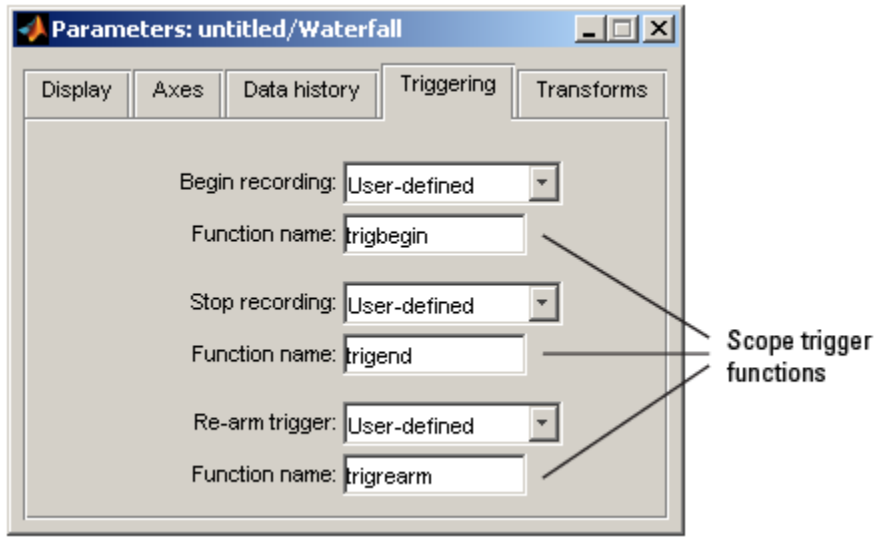 Parameters: untitled/Waterfall
Display Axes Data history Triggering Transforms
Begin recording: User-defined
Function name: trigbegin
Stop recording: User-defined
Function name: trigend
Re-arm trigger: User-defined
Function name: trigrearm
Scope trigger
functions